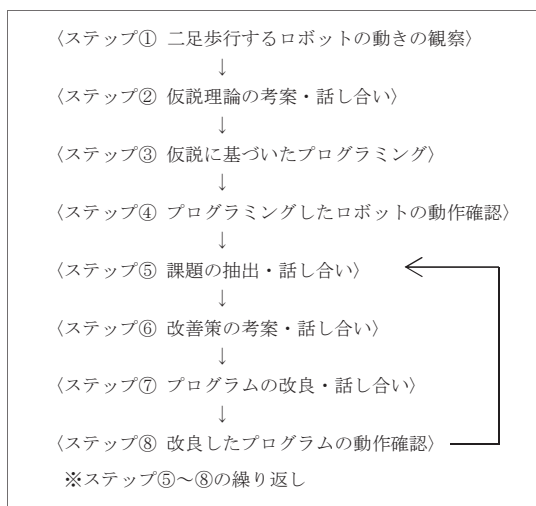 〈ステップ① 二足歩行するロボットの動きの観察〉
↓
〈ステップ② 仮説理論の考案・話し合い〉
↓
〈ステップ③ 仮説に基づいたプログラミング〉
↓
〈ステップ④ プログラミングしたロボットの動作確認〉
↓
〈ステップ⑤ 課題の抽出・話し合い〉
↓
〈ステップ⑥ 改善策の考案・話し合い〉
↓
〈ステップ⑦ プログラムの改良・話し合い〉
↓
〈ステップ⑧ 改良したプログラムの動作確認〉
※ステップ⑤～⑧の繰り返し